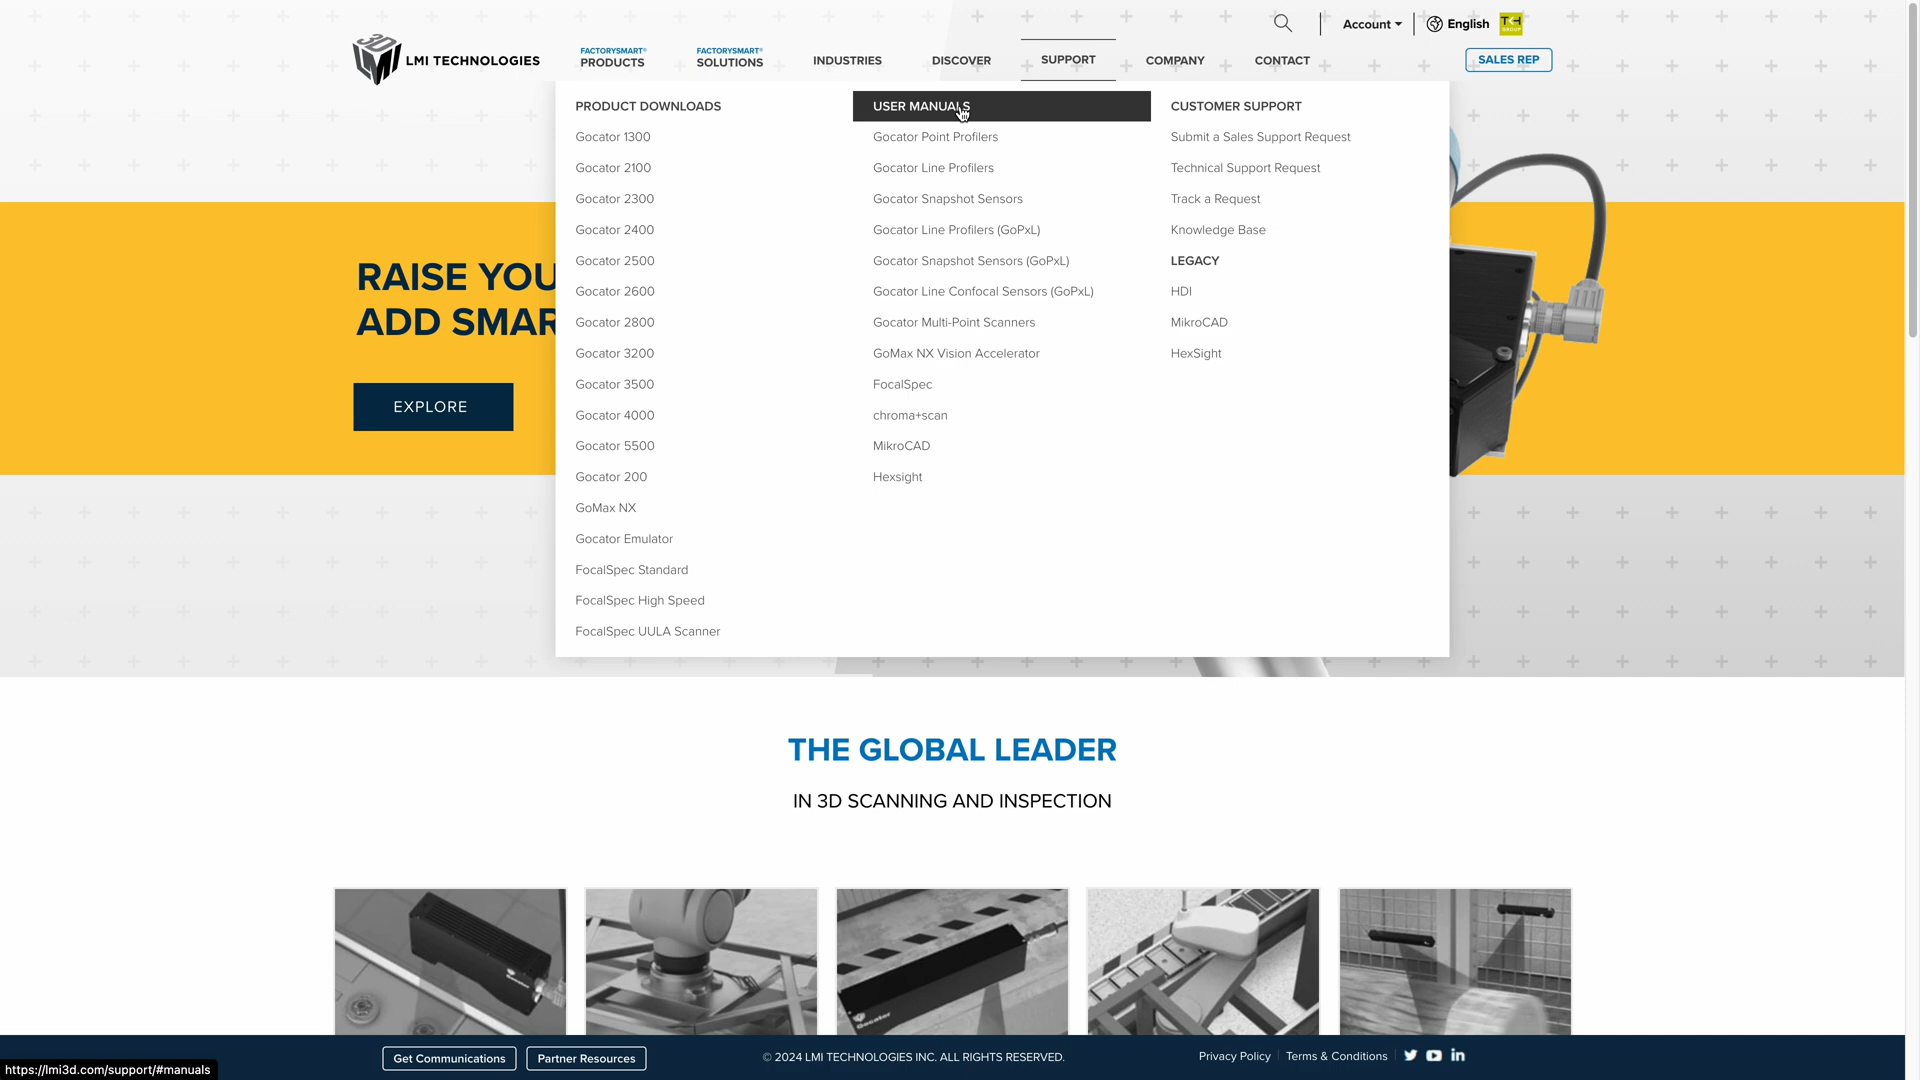 Account
English
T&H
GROUP
LMI TECHNOLOGIES
FACTORYSMART®
PRODUCTS
FACTORYSMART®
SOLUTIONS
INDUSTRIES
DISCOVER
SUPPORT
COMPANY
CONTACT
SALES REP
PRODUCT DOWNLOADS
Gocator 1300
Gocator 2100
Gocator 2300
Gocator 2400
Gocator 2500
Gocator 2600
Gocator 2800
Gocator 3200
Gocator 3500
Gocator 4000
Gocator 5500
Gocator 200
GoMax NX
Gocator Emulator
FocalSpec Standard
FocalSpec High Speed
FocalSpec UULA Scanner
USER MANUALS
Gocator Point Profilers
Gocator Line Profilers
Gocator Snapshot Sensors
Gocator Line Profilers (GoPxL)
Gocator Snapshot Sensors (GoPxL)
Gocator Line Confocal Sensors (GoPxL)
Gocator Multi-Point Scanners
GoMax NX Vision Accelerator
FocalSpec
chroma+scan
MikroCAD
Hexsight
CUSTOMER SUPPORT
Submit a Sales Support Request
Technical Support Request
Track a Request
Knowledge Base
LEGACY
HDI
MikroCAD
HexSight
RAISE YOU
ADD SMAR
EXPLORE
THE GLOBAL LEADER
IN 3D SCANNING AND INSPECTION
Gocator
Get Communications
Partner Resources
© 2024 LMI TECHNOLOGIES INC. ALL RIGHTS RESERVED.
Privacy Policy
Terms & Conditions
https://lmi3d.com/support/#manuals